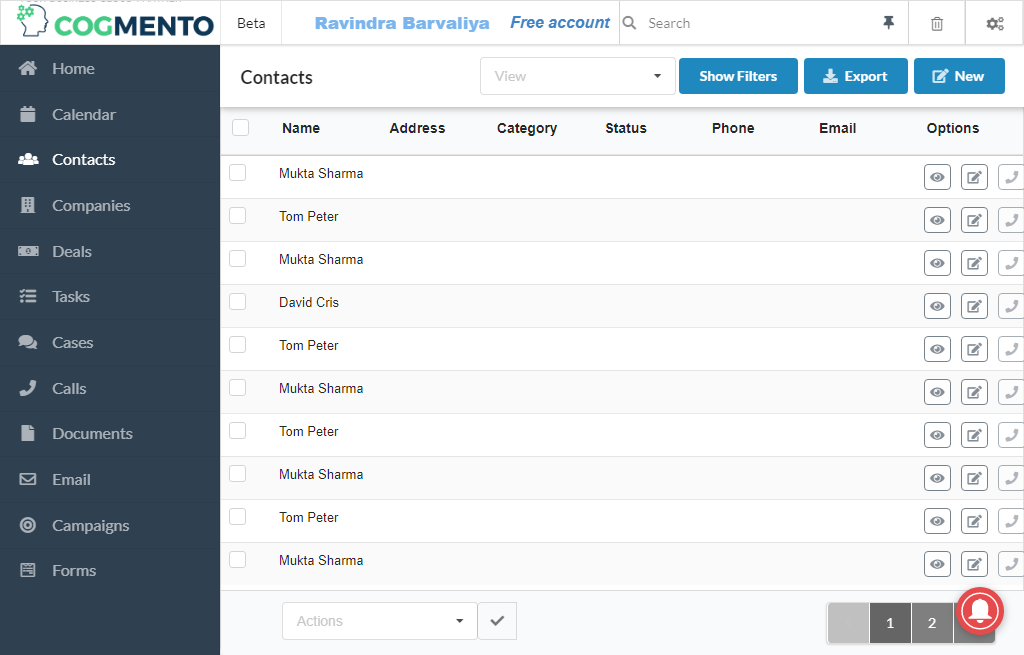 COGMENTO
Beta
Ravindra Barvaliya
Free account
Search
Home
Calendar
Contacts
Companies
Deals
Tasks
Cases
Calls
Documents
Email
Campaigns
Forms
Contacts
View
Show Filters
Export
New
Name Address Category Status Phone Email Options
Mukta Sharma
Tom Peter
Mukta Sharma
David Cris
Tom Peter
Mukta Sharma
Tom Peter
Mukta Sharma
Tom Peter
Mukta Sharma
Actions
1 2